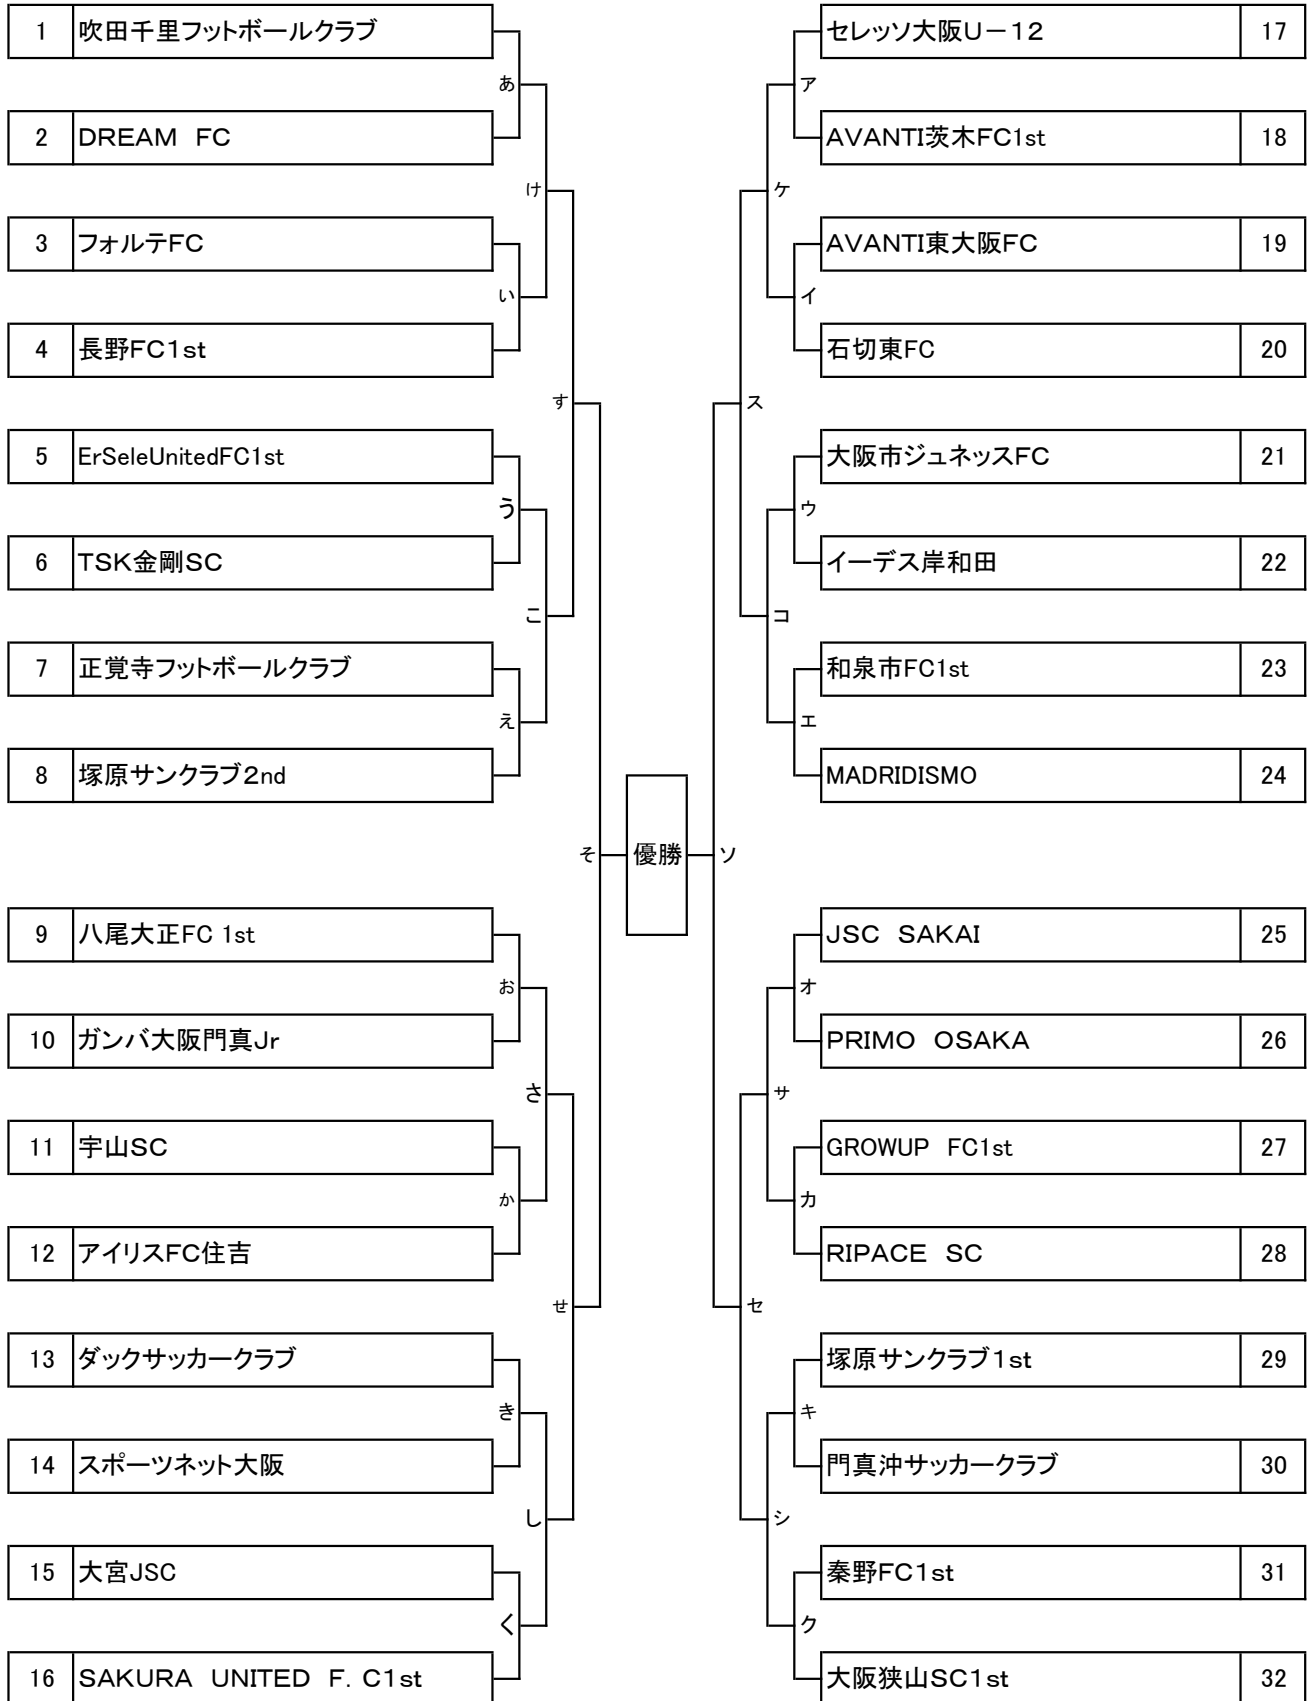 1 吹田千里フットボールクラブ
あ
2 DREAM　FC
け
3 フォルテFC
い
4 長野FC1st
す
5 ErSeleUnitedFC1st
う
6 TSK金剛SC
こ
7 正覚寺フットボールクラブ
え
8 塚原サンクラブ2nd
そ
9 八尾大正FC 1st
お
10 ガンバ大阪門真Jr
さ
11 宇山SC
か
12 アイリスFC住吉
せ
13 ダックサッカークラブ
き
14 スポーツネット大阪
し
15 大宮JSC
く
16 SAKURA　UNITED　F．C1st
優勝
セレッソ大阪U－12 17
ア
AVANTI茨木FC1st 18
ケ
AVANTI東大阪FC 19
イ
石切東FC 20
ス
大阪市ジュネッスFC 21
ウ
イーデス岸和田 22
コ
和泉市FC1st 23
エ
MADRIDISMO 24
ソ
JSC　SAKAI 25
オ
PRIMO　OSAKA 26
サ
GROWUP　FC1st 27
カ
RIPACE　SC 28
セ
塚原サンクラブ1st 29
キ
門真沖サッカークラブ 30
シ
秦野FC1st 31
ク
大阪狭山SC1st 32